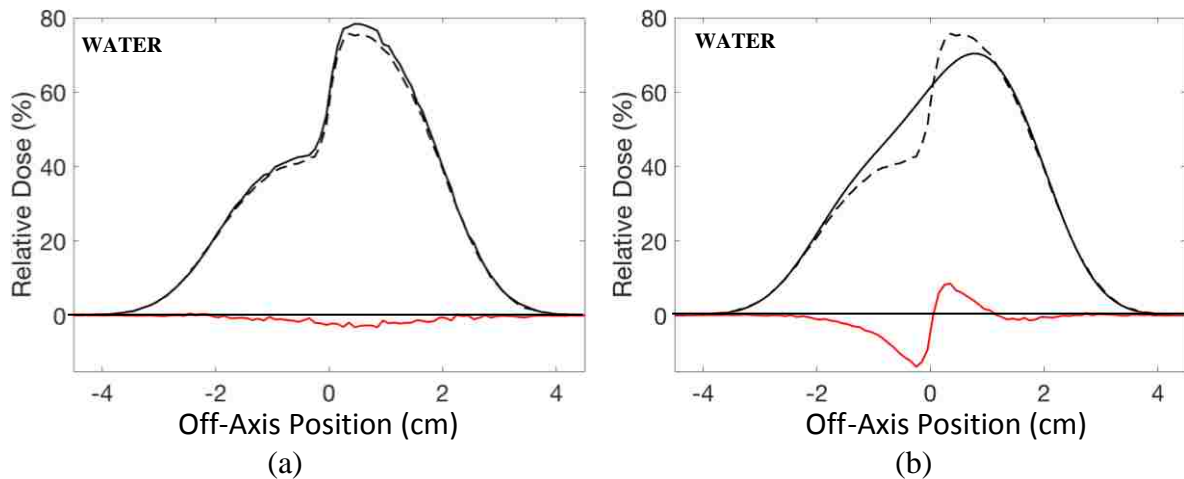 80
WATER
60
40
20
0
Relative Dose (%)
-4 -2 0 2 4
Off-Axis Position (cm)
(a)
80
WATER
60
40
20
0
Relative Dose (%)
-4 -2 0 2 4
Off-Axis Position (cm)
(b)